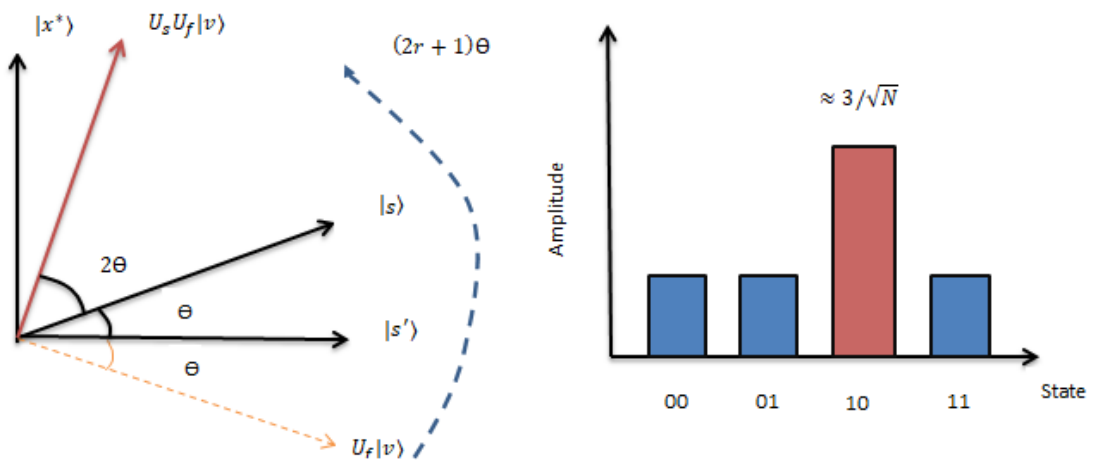 |x*⟩
U_s U_f|v⟩
(2r + 1)Θ
|s⟩
2Θ
Θ
|s′⟩
Θ
U_f|v⟩
≈ 3/√N
Amplitude
00
01
10
11
State